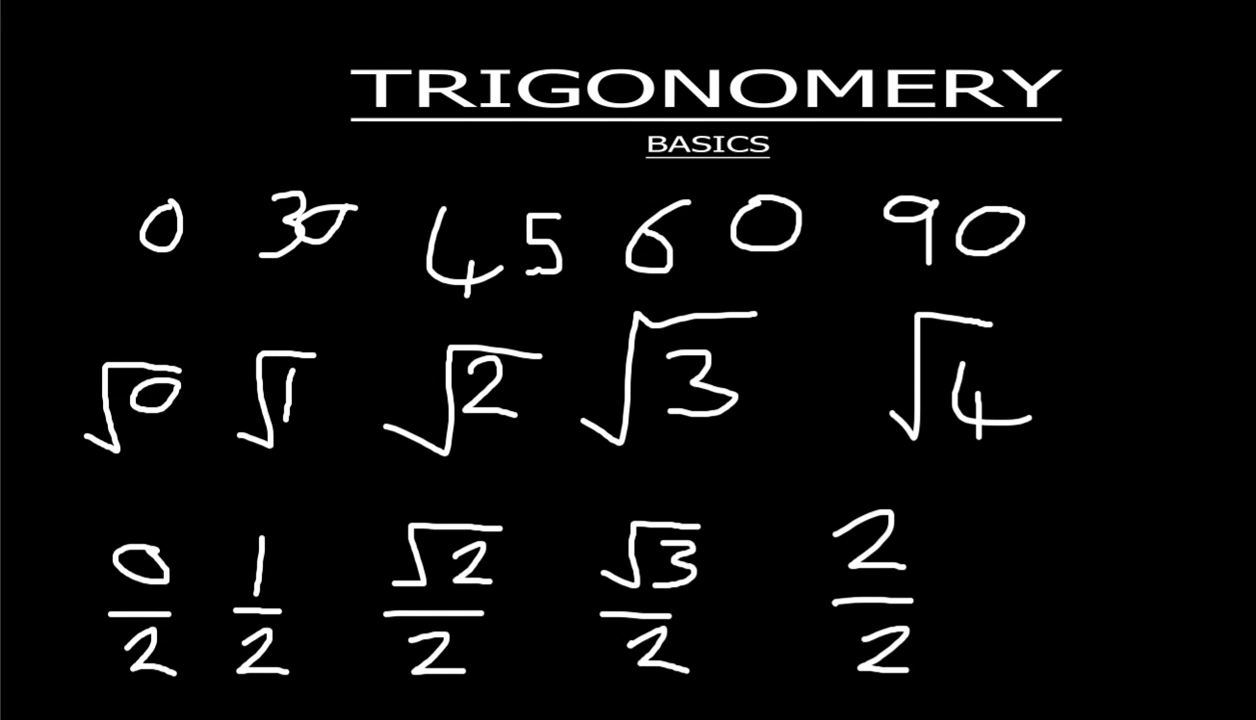 TRIGONOMERY
BASICS
0 30 45 60 90
√0 √1 √2 √3 √4
0/2 1/2 √2/2 √3/2 2/2